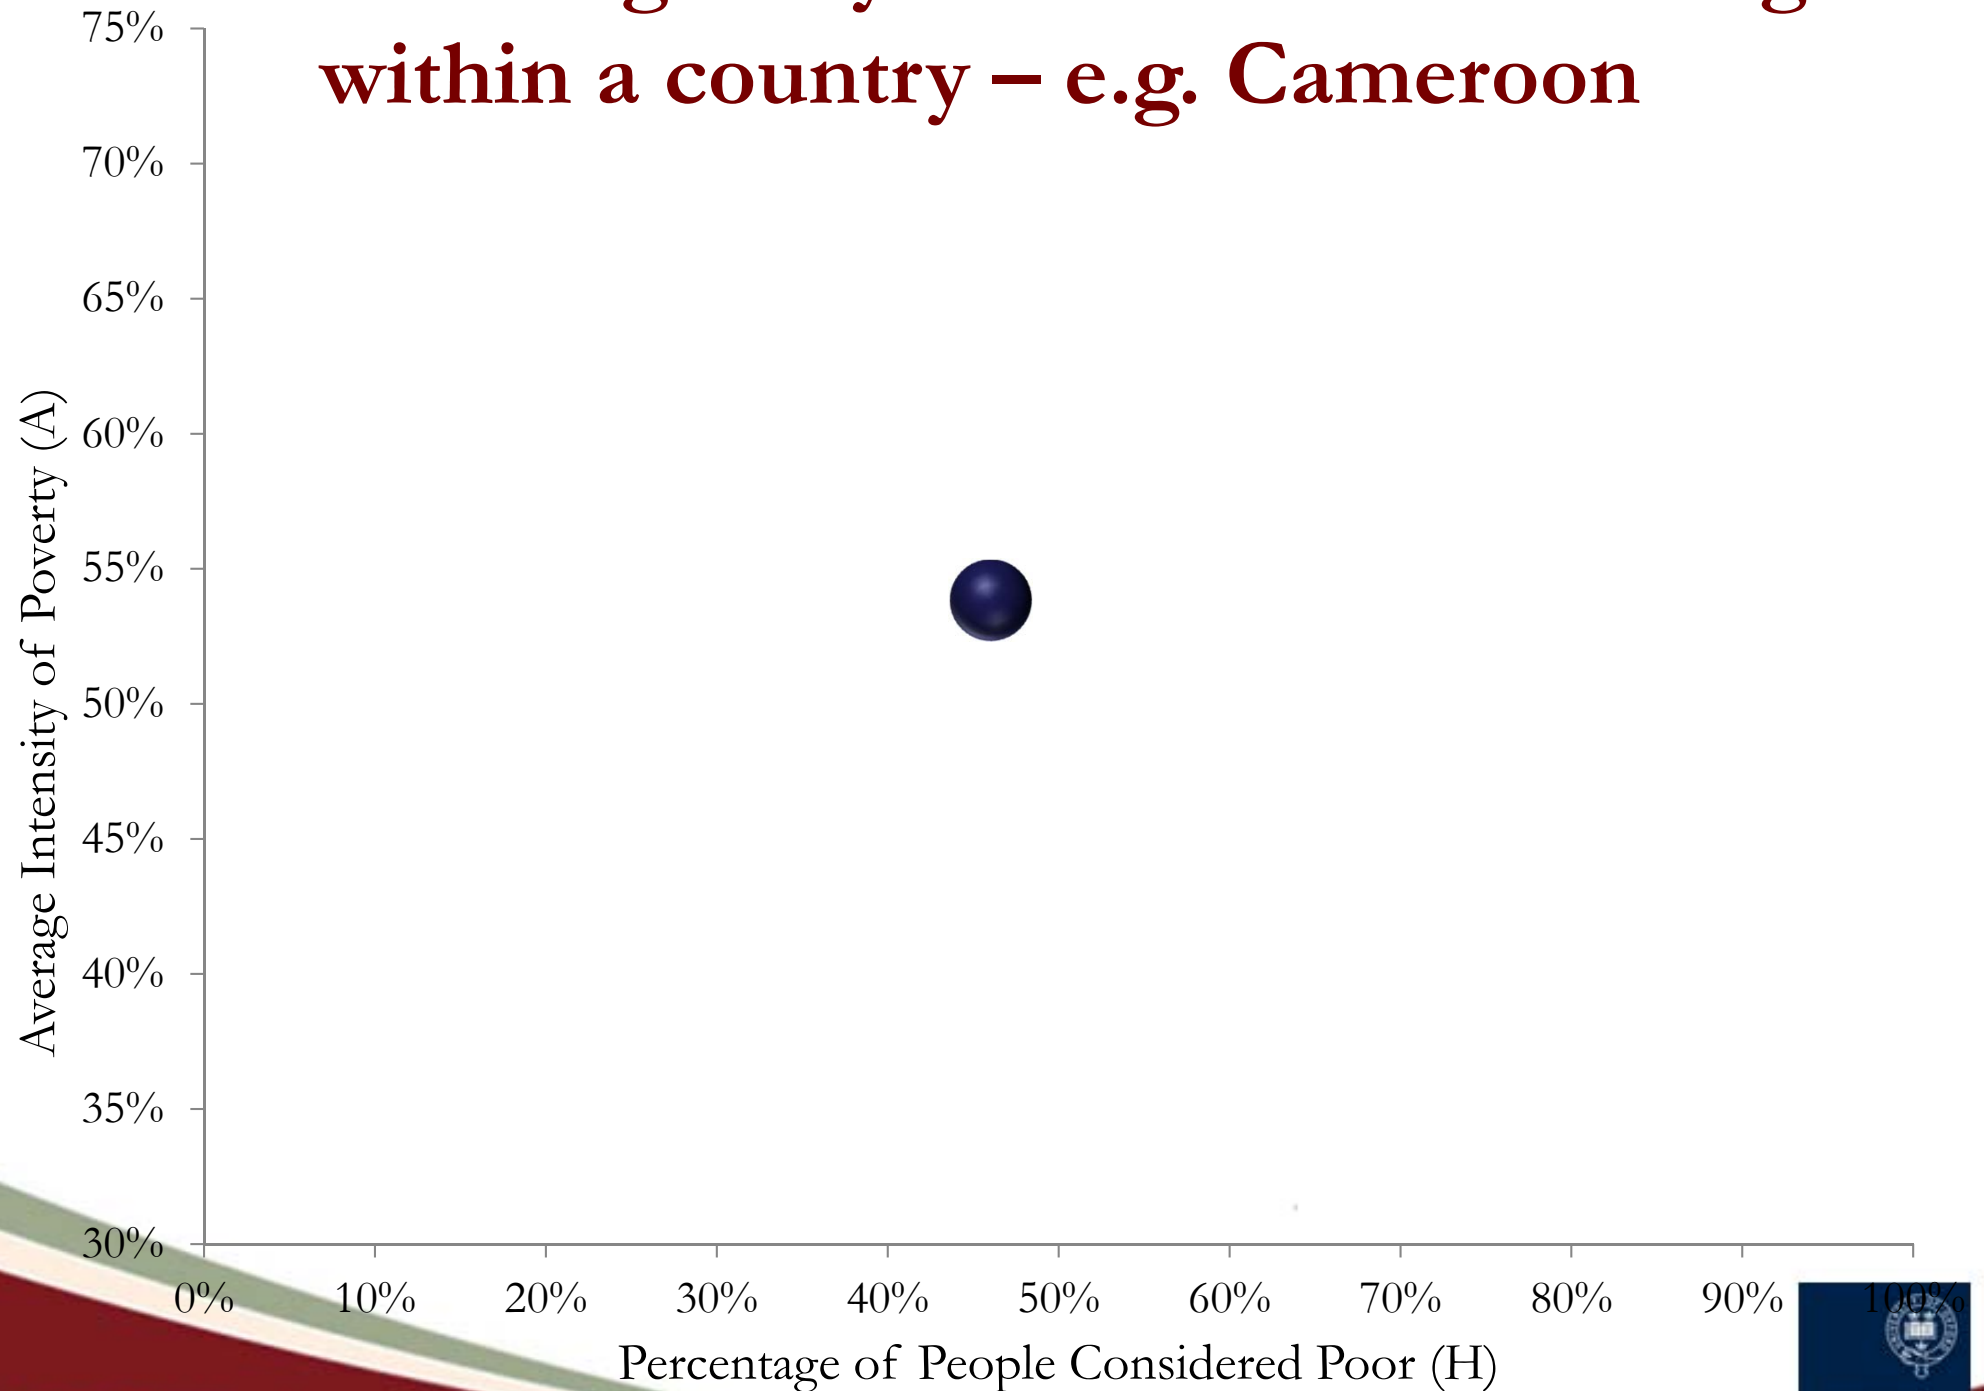 within a country – e.g. Cameroon
75%
70%
65%
60%
55%
50%
45%
40%
35%
30%
Average Intensity of Poverty (A)
0% 10% 20% 30% 40% 50% 60% 70% 80% 90% 100%
Percentage of People Considered Poor (H)